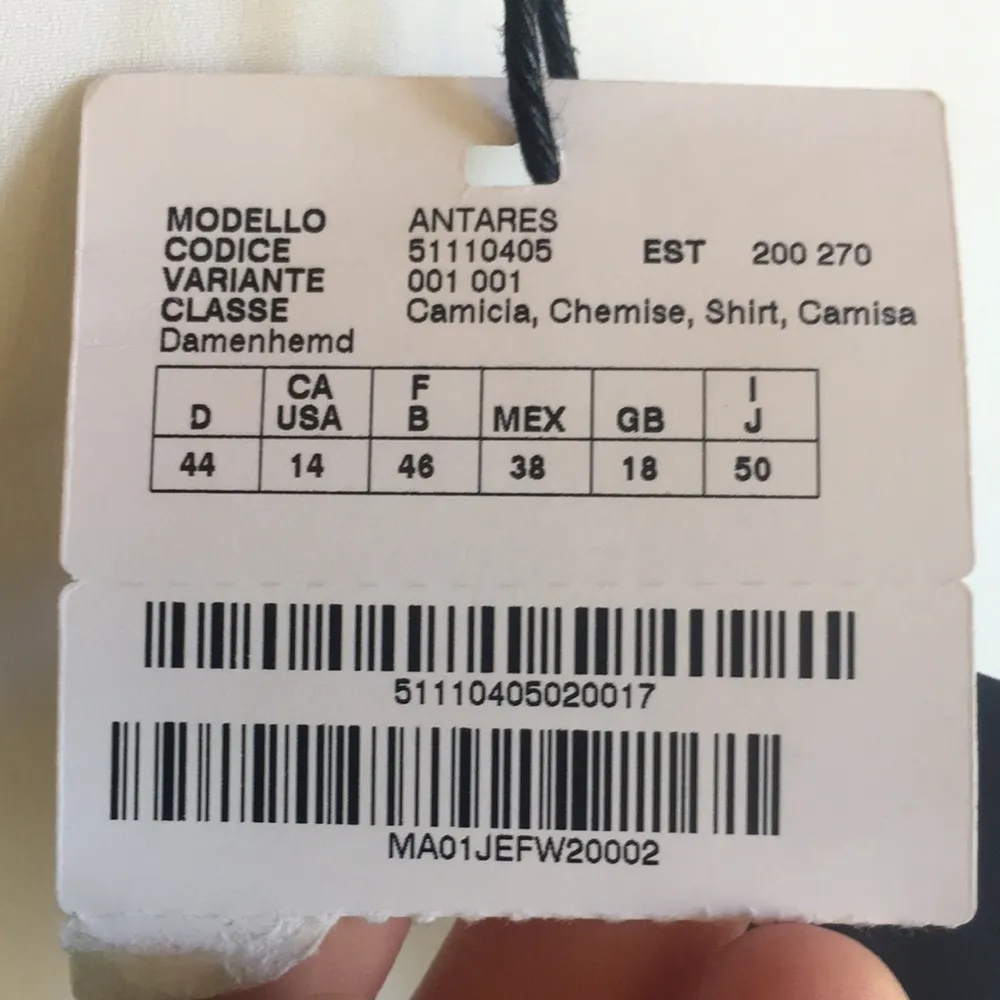 MODELLO ANTARES
CODICE 51110405 EST 200 270
VARIANTE 001 001
CLASSE Camicia, Chemise, Shirt, Camisa
Damenhemd
D CA USA F B MEX GB I J
44 14 46 38 18 50
51110405020017
MA01JEFW20002